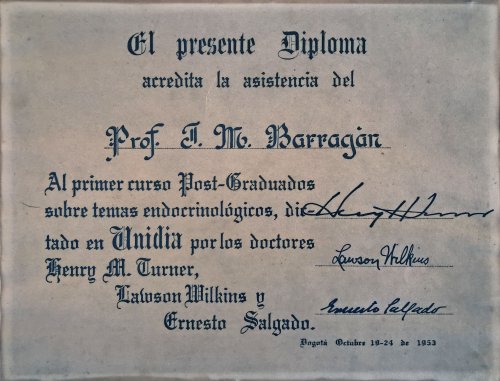 El presente Diploma
acredita la asistencia del
Prof. J. M. Barragán
Al primer curso Post-Graduados
sobre temas endocrinológicos, dic-
tado en Unidia por los doctores
Henry M. Turner,
Lawson Wilkins y
Ernesto Salgado.
Henry H. Turner
Lawson Wilkins
Ernesto Salgado
Bogotá Octubre 19-24 de 1953